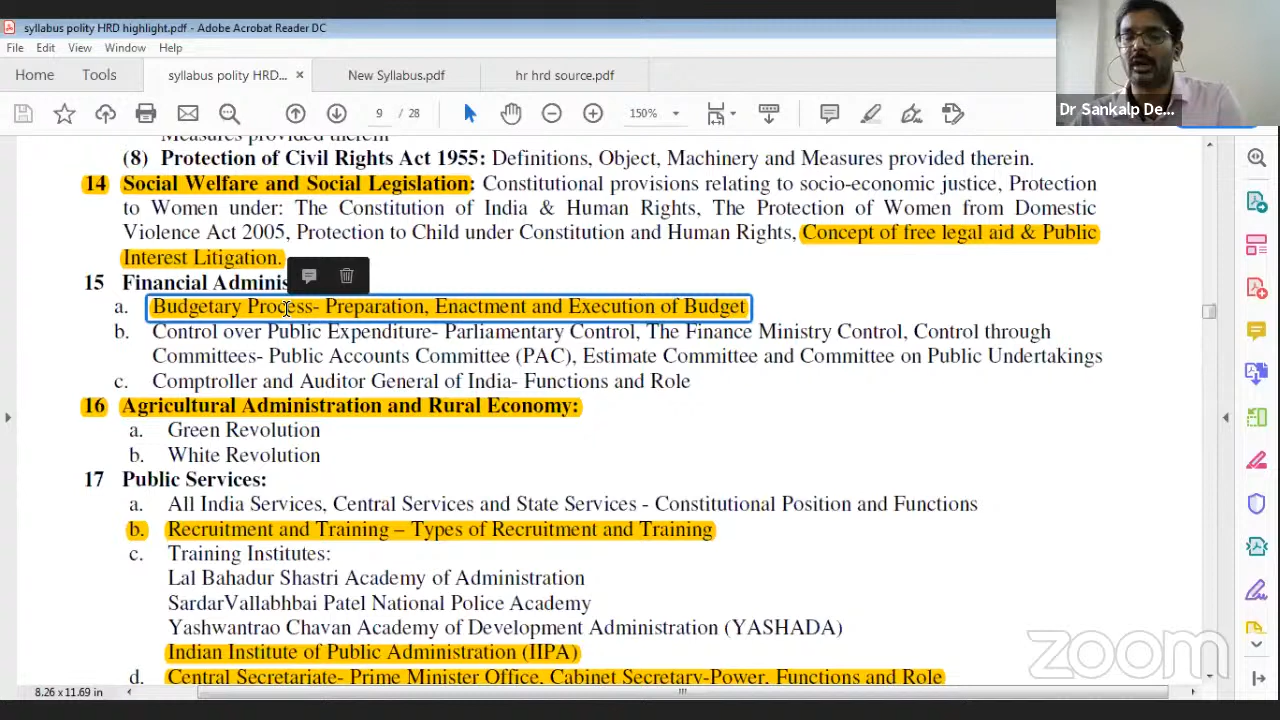 syllabus polity HRD highlight.pdf - Adobe Acrobat Reader DC
File Edit View Window Help
Home Tools syllabus polity HRD... × New Syllabus.pdf hr hrd source.pdf
9 / 28 150%
Dr Sankalp De...
Measures provided therein
(8) Protection of Civil Rights Act 1955: Definitions, Object, Machinery and Measures provided therein.
14 Social Welfare and Social Legislation: Constitutional provisions relating to socio-economic justice, Protection
to Women under: The Constitution of India & Human Rights, The Protection of Women from Domestic
Violence Act 2005, Protection to Child under Constitution and Human Rights, Concept of free legal aid & Public
Interest Litigation.
15 Financial Adminis
a. Budgetary Process- Preparation, Enactment and Execution of Budget
b. Control over Public Expenditure- Parliamentary Control, The Finance Ministry Control, Control through
Committees- Public Accounts Committee (PAC), Estimate Committee and Committee on Public Undertakings
c. Comptroller and Auditor General of India- Functions and Role
16 Agricultural Administration and Rural Economy:
a. Green Revolution
b. White Revolution
17 Public Services:
a. All India Services, Central Services and State Services - Constitutional Position and Functions
b. Recruitment and Training – Types of Recruitment and Training
c. Training Institutes:
Lal Bahadur Shastri Academy of Administration
SardarVallabhbai Patel National Police Academy
Yashwantrao Chavan Academy of Development Administration (YASHADA)
Indian Institute of Public Administration (IIPA)
d. Central Secretariate- Prime Minister Office, Cabinet Secretary-Power, Functions and Role
8.26 x 11.69 in
zoom